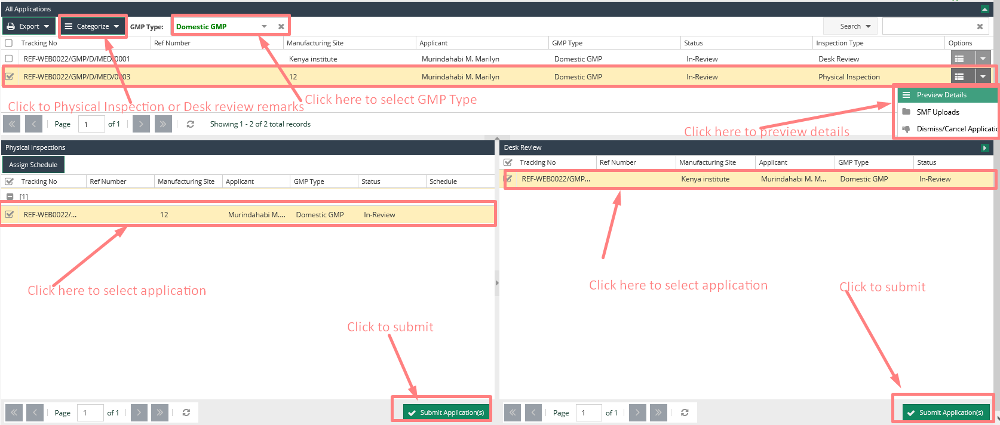 All Applications
Export Categorize GMP Type: Domestic GMP Search
Tracking No Ref Number Manufacturing Site Applicant GMP Type Status Inspection Type Options
REF-WEB0022/GMP/D/MED/0001 Kenya institute Murindahabi M. Marilyn Domestic GMP In-Review Desk Review
REF-WEB0022/GMP/D/MED/0003 12 Murindahabi M. Marilyn Domestic GMP In-Review Physical Inspection
Preview Details
Click here to select GMP Type
Click to Physical Inspection or Desk review remarks
SMF Uploads
Page 1 of 1 Showing 1 - 2 of 2 total records
Dismiss/Cancel Applicatio
Click here to preview details
Physical Inspections
Assign Schedule
Tracking No Ref Number Manufacturing Site Applicant GMP Type Status Schedule
[1]
REF-WEB0022/... 12 Murindahabi M.... Domestic GMP In-Review
Click here to select application
Click to submit
Page 1 of 1 Submit Application(s)
Desk Review
Tracking No Ref Number Manufacturing Site Applicant GMP Type Status
REF-WEB0022/GMP... Kenya institute Murindahabi M. M... Domestic GMP In-Review
Click here to select application
Click to submit
Page 1 of 1 Submit Application(s)